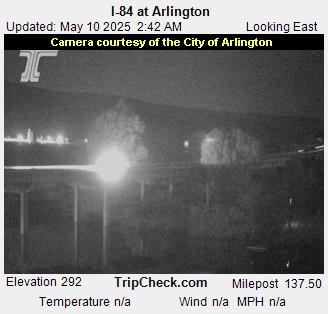 I-84 at Arlington
Updated: May 10 2025 2:42 AM Looking East
Camera courtesy of the City of Arlington
Elevation 292 TripCheck.com Milepost 137.50
Temperature n/a Wind n/a MPH n/a